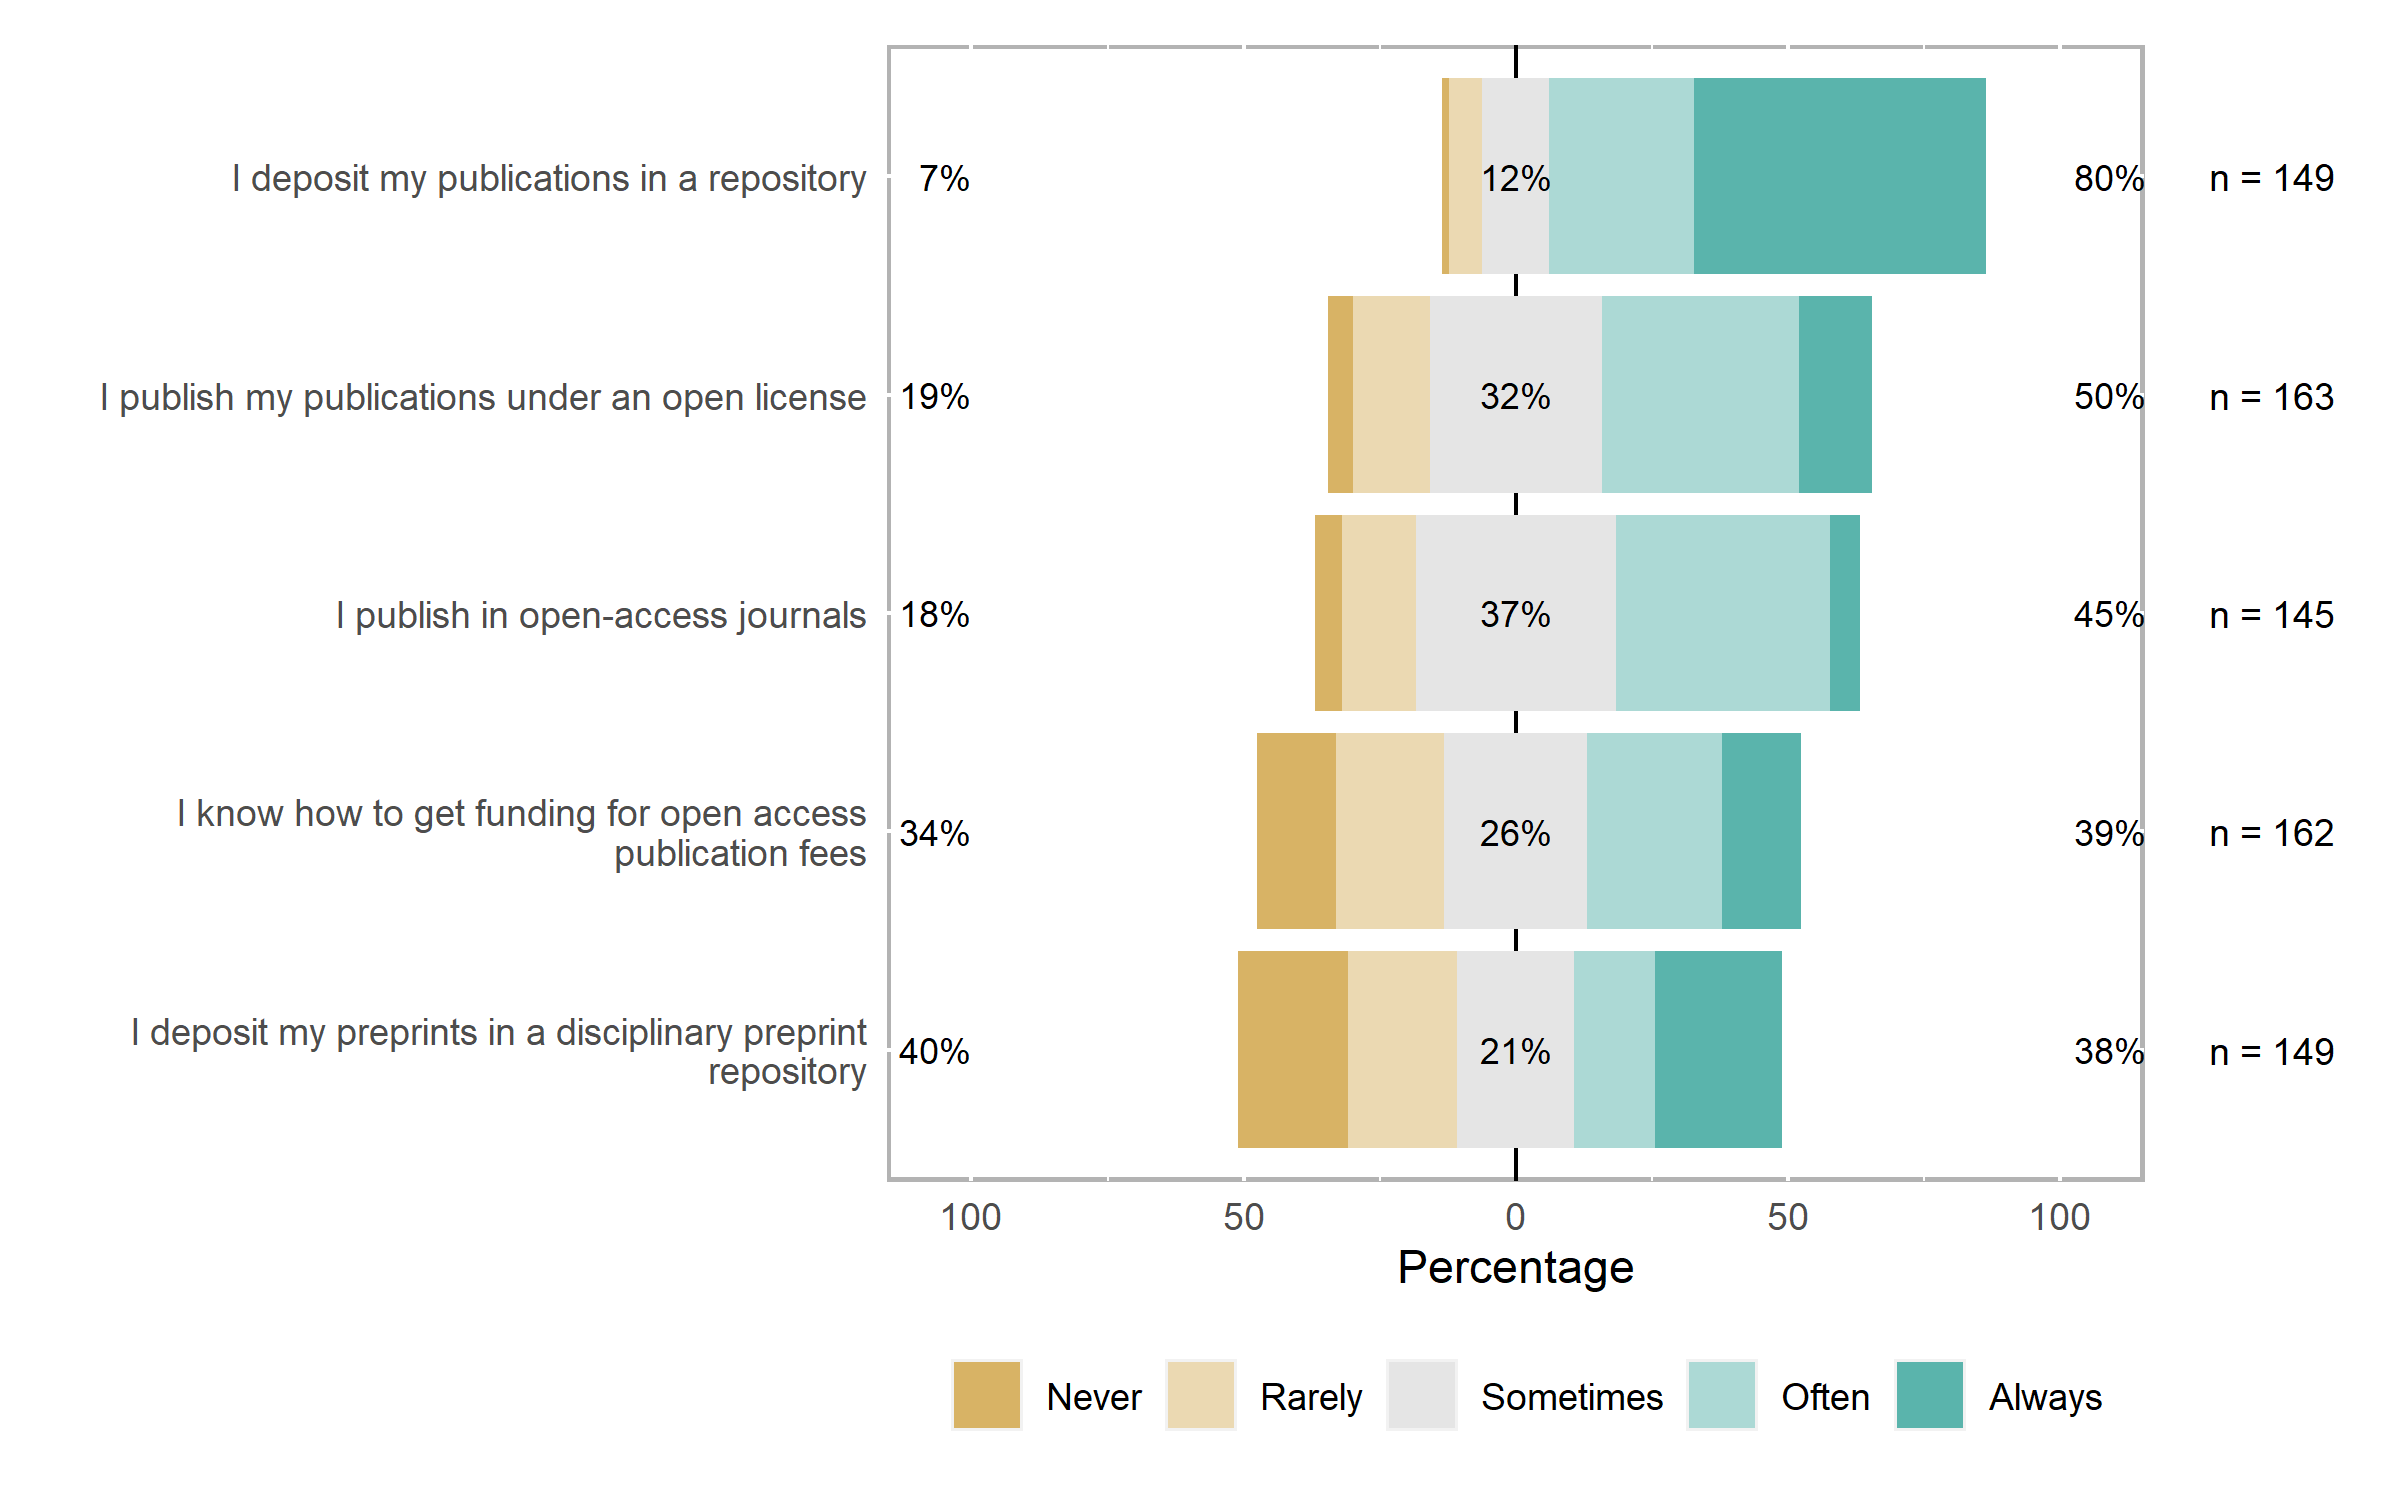 I deposit my publications in a repository 7% 12% 80% n = 149
I publish my publications under an open license 19% 32% 50% n = 163
I publish in open-access journals 18% 37% 45% n = 145
I know how to get funding for open access
publication fees
34% 26% 39% n = 162
I deposit my preprints in a disciplinary preprint
repository
40% 21% 38% n = 149
100 50 0 50 100
Percentage
Never Rarely Sometimes Often Always